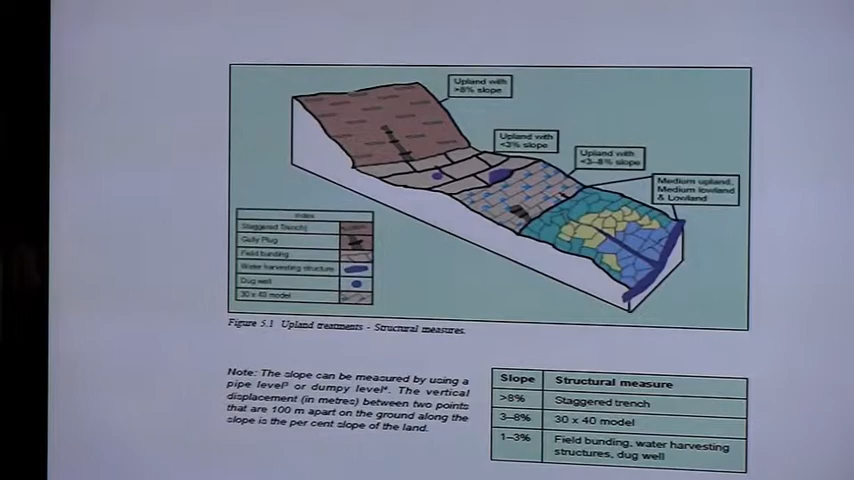 Upland with
>8% slope
Upland with
<3% slope
Upland with
<3-8% slope
Medium upland,
Medium lowland
& Lowland
Index
Staggered Trench
Gully Plug
Field bunding
Water harvesting structure
Dug well
30 x 40 model
Figure 5.1 Upland treatments - Structural measures.
Note: The slope can be measured by using a
pipe level³ or dumpy level⁴. The vertical
displacement (in metres) between two points
that are 100 m apart on the ground along the
slope is the per cent slope of the land.
Slope Structural measure
>8% Staggered trench
3–8% 30 x 40 model
1–3% Field bunding, water harvesting
structures, dug well